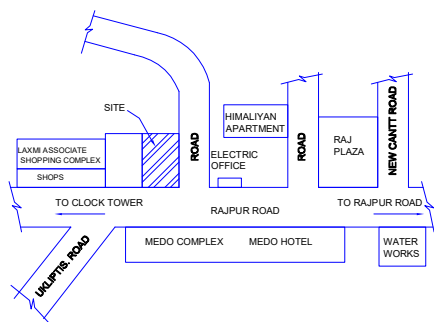 SITE
HIMALIYAN
APARTMENT
LAXMI ASSOCIATE
SHOPPING COMPLEX
SHOPS
ROAD
ELECTRIC
OFFICE
ROAD
RAJ
PLAZA
NEW CANTT ROAD
TO CLOCK TOWER
RAJPUR ROAD
TO RAJPUR ROAD
UKLIPTIS. ROAD
MEDO COMPLEX
MEDO HOTEL
WATER
WORKS